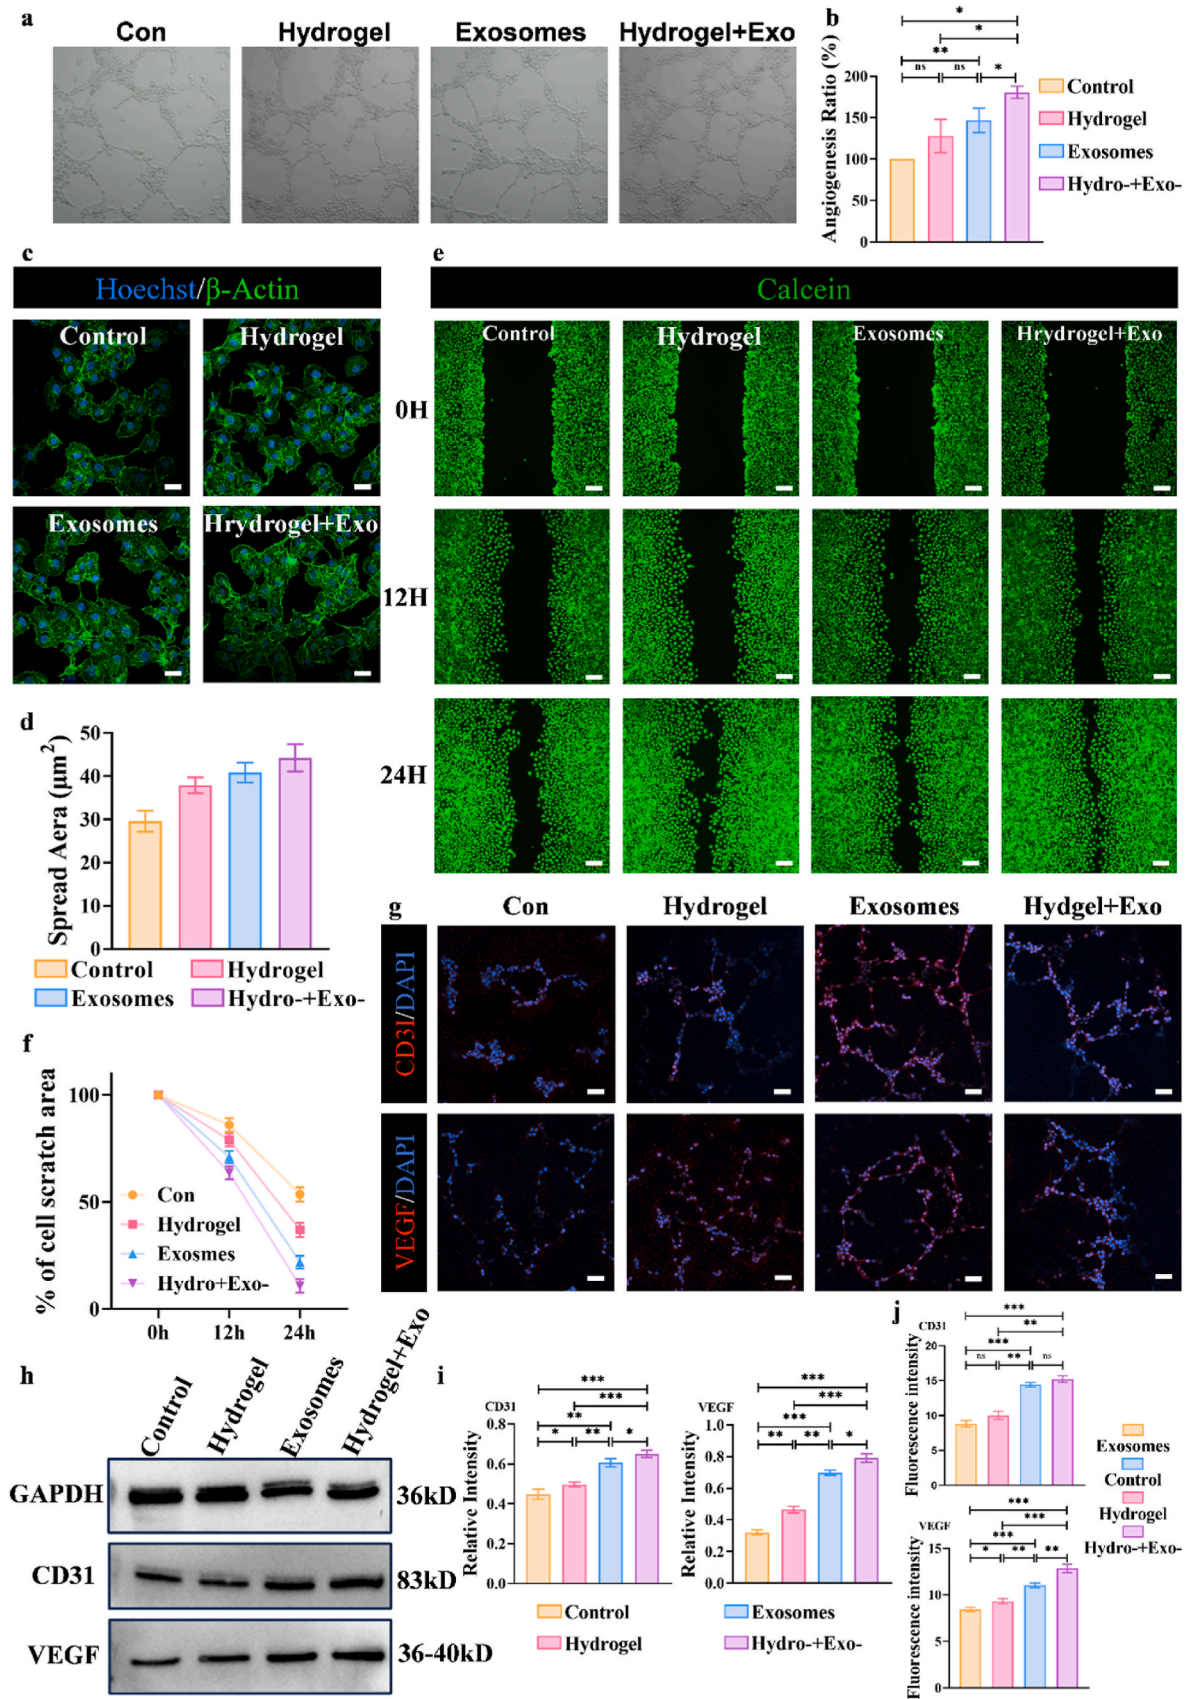 a
Con
Hydrogel
Exosomes
Hydrogel+Exo
b
*
*
**
ns
ns
*
Angiogenesis Ratio (%)
200
150
100
50
0
Control
Hydrogel
Exosomes
Hydro-+Exo-
c
Hoechst/β-Actin
Control
Hydrogel
Exosomes
Hrydrogel+Exo
e
Calcein
Control
Hydrogel
Exosomes
Hrydrogel+Exo
0H
12H
24H
d
Spread Aera (μm²)
50
40
30
20
10
0
Control
Hydrogel
Exosomes
Hydro-+Exo-
f
% of cell scratch area
100
50
0
Con
Hydrogel
Exosmes
Hydro+Exo-
0h
12h
24h
g
Con
Hydrogel
Exosomes
Hydgel+Exo
CD31/DAPI
VEGF/DAPI
h
Control
Hydrogel
Exosomes
Hydrogel+Exo
GAPDH
36kD
CD31
83kD
VEGF
36-40kD
i
CD31
***
***
**
*
**
*
Relative Intensity
0.8
0.6
0.4
0.2
0.0
VEGF
***
***
***
**
**
*
Relative Intensity
1.0
0.8
0.6
0.4
0.2
0.0
Control
Hydrogel
Exosomes
Hydro-+Exo-
j
CD31
***
**
***
ns
**
ns
Fluorescence intensity
20
15
10
5
0
VEGF
***
***
***
*
**
**
Fluorescence intensity
15
10
5
0
Exosomes
Control
Hydrogel
Hydro-+Exo-